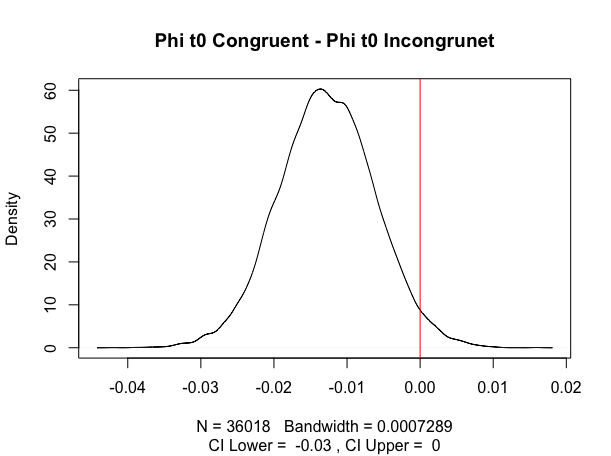 Phi t0 Congruent - Phi t0 Incongrunet
Density
60
50
40
30
20
10
0
-0.04 -0.03 -0.02 -0.01 0.00 0.01 0.02
N = 36018 Bandwidth = 0.0007289
CI Lower = -0.03 , CI Upper = 0